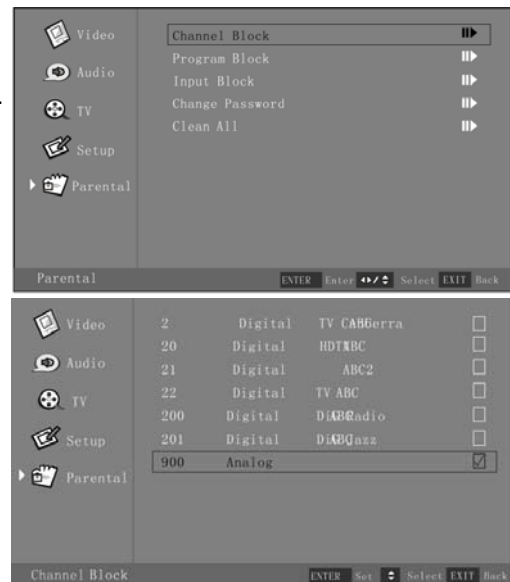 Video
Audio
TV
Setup
Parental
Channel Block
Program Block
Input Block
Change Password
Clean All
Parental ENTER Enter Select EXIT Back
Video
Audio
TV
Setup
Parental
2 Digital TV
20 Digital
21 Digital ABC2
22 Digital TV ABC
200 Digital
201 Digital
900 Analog
Channel Block ENTER Set Select EXIT Back